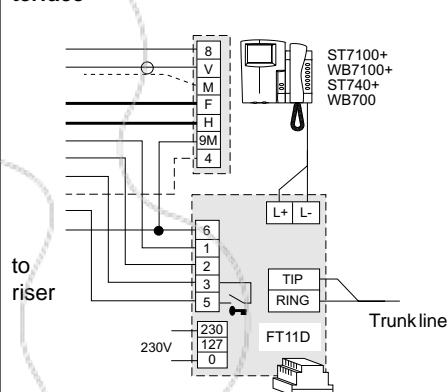 8
V
M
F
H
9M
4
ST7100+
WB7100+
ST740+
WB700
L+ L-
6
1
2
3
5
to
riser
TIP
RING
Trunk line
230
127
0
230V
FT11D